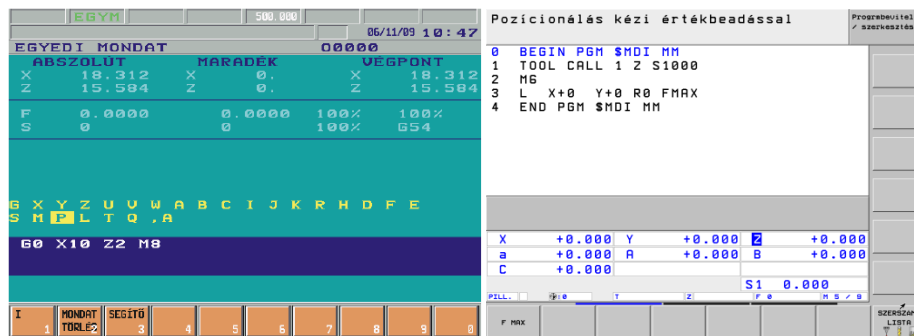 EGYM 500.000
06/11/09 10:47
EGYEDI MONDAT O0000
ABSZOLÚT MARADÉK VÉGPONT
X 18.312 X 0. X 18.312
Z 15.584 Z 0. Z 15.584
F 0.0000 0.0000 100% 100%
S 0 0 100% G54
G X Y Z U V W A B C I J K R H D F E
S M P L T Q ,A
G0 X10 Z2 M8
I 1 MONDAT TÖRLÉS 2 SEGÍTŐ 3 4 5 6 7 8 9 0
Pozícionálás kézi értékbeadással
Programbevitel
/ szerkesztés
0 BEGIN PGM $MDI MM
1 TOOL CALL 1 Z S1000
2 M6
3 L X+0 Y+0 R0 FMAX
4 END PGM $MDI MM
X +0.000 Y +0.000 Z +0.000
a +0.000 A +0.000 B +0.000
C +0.000
S1 0.000
PILL. :0 T Z F 0 M 5 / 9
F MAX
SZERSZÁM
LISTA